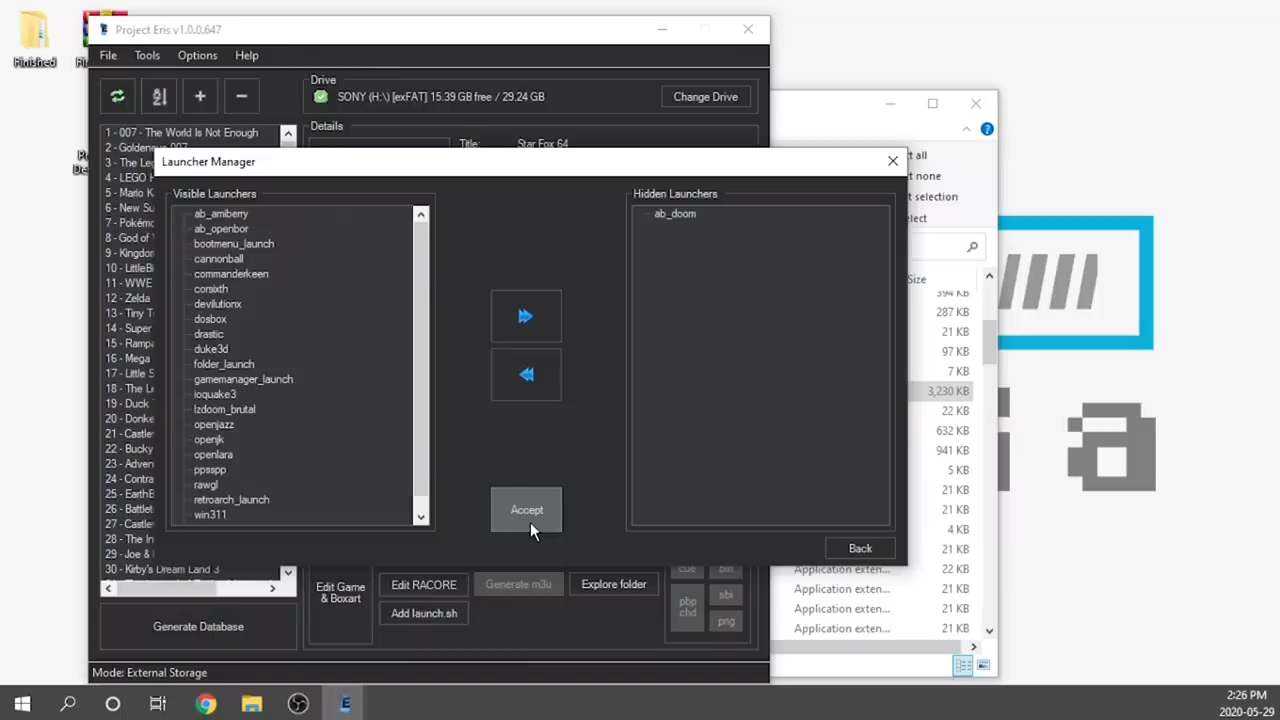 Finished
Project Eris v1.0.0.647
File Tools Options Help
Drive
SONY (H:\) [exFAT] 15.39 GB free / 29.24 GB
Change Drive
Details
Title: Star Fox 64
1 - 007 - The World Is Not Enough
2 - Goldeneye 007
3 - The Le
4 - LEGO
5 - Mario K
6 - New Su
7 - Pokémo
8 - God of
9 - Kingdon
10 - LittleBi
11 - WWE
12 - Zelda
13 - Tiny T
14 - Super
15 - Rampa
16 - Mega
17 - Little S
18 - The L
19 - Duck
20 - Donke
21 - Castle
22 - Bucky
23 - Adven
24 - Contra
25 - EarthB
26 - Battlet
27 - Castle
28 - The In
29 - Joe &
30 - Kirby's Dream Land 3
Launcher Manager
Visible Launchers
ab_amiberry
ab_openbor
bootmenu_launch
cannonball
commanderkeen
corsixth
devilutionx
dosbox
drastic
duke3d
folder_launch
gamemanager_launch
ioquake3
lzdoom_brutal
openjazz
openjk
openlara
ppsspp
rawgl
retroarch_launch
win311
Accept
Hidden Launchers
ab_doom
Back
Edit Game
& Boxart
Edit RACORE
Generate m3u
Explore folder
Add launch.sh
cue
bin
pbp
chd
sbi
png
Generate Database
Mode: External Storage
t all
t none
t selection
elect
Size
394 KB
287 KB
21 KB
97 KB
7 KB
3,230 KB
22 KB
632 KB
941 KB
5 KB
21 KB
21 KB
4 KB
21 KB
Application exten... 22 KB
Application exten... 21 KB
Application exten... 21 KB
Application exten... 21 KB
a
2:26 PM
2020-05-29